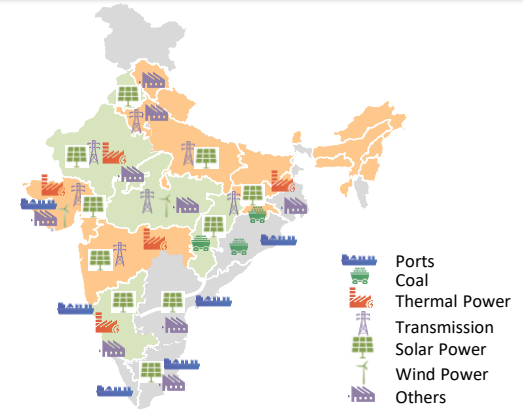 Ports
Coal
Thermal Power
Transmission
Solar Power
Wind Power
Others